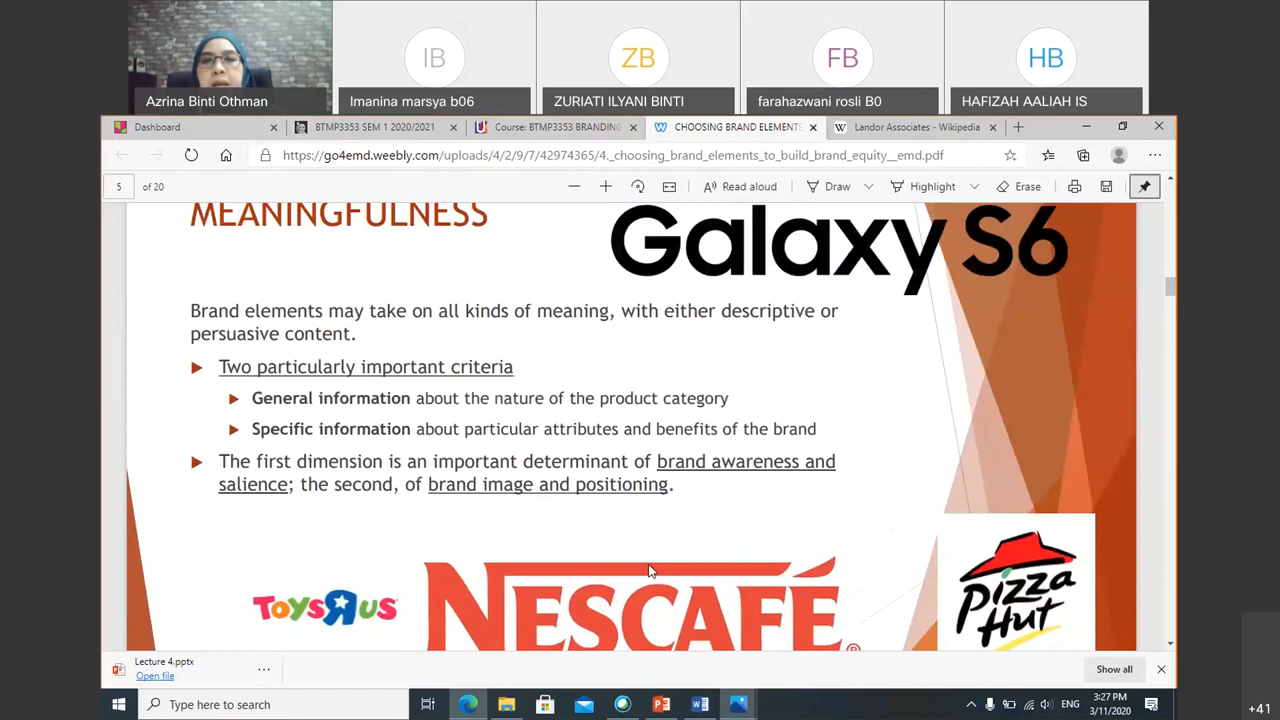 IB
ZB
FB
HB
Azrina Binti Othman
Imanina marsya b06
ZURIATI ILYANI BINTI
farahazwani rosli B0
HAFIZAH AALIAH IS
Dashboard
BTMP3353 SEM 1 2020/2021
Course: BTMP3353 BRANDING
CHOOSING BRAND ELEMENTS
Landor Associates - Wikipedia
https://go4emd.weebly.com/uploads/4/2/9/7/42974365/4._choosing_brand_elements_to_build_brand_equity__emd.pdf
5 of 20
Read aloud
Draw
Highlight
Erase
MEANINGFULNESS
Galaxy S6
Brand elements may take on all kinds of meaning, with either descriptive or
persuasive content.
Two particularly important criteria
General information about the nature of the product category
Specific information about particular attributes and benefits of the brand
The first dimension is an important determinant of brand awareness and
salience; the second, of brand image and positioning.
TOYSRUS
NESCAFÉ®
Pizza
Hut
Lecture 4.pptx
Open file
Show all
Type here to search
ENG
3:27 PM
3/11/2020
+41